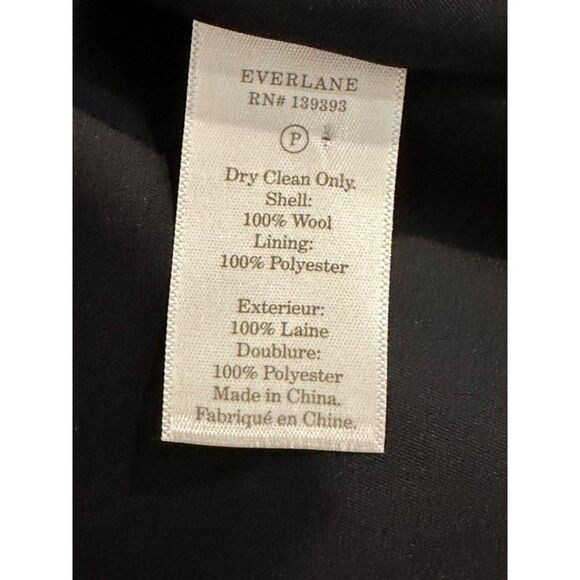 EVERLANE
RN# 139393
P
Dry Clean Only.
Shell:
100% Wool
Lining:
100% Polyester
Exterieur:
100% Laine
Doublure:
100% Polyester
Made in China.
Fabriqué en Chine.